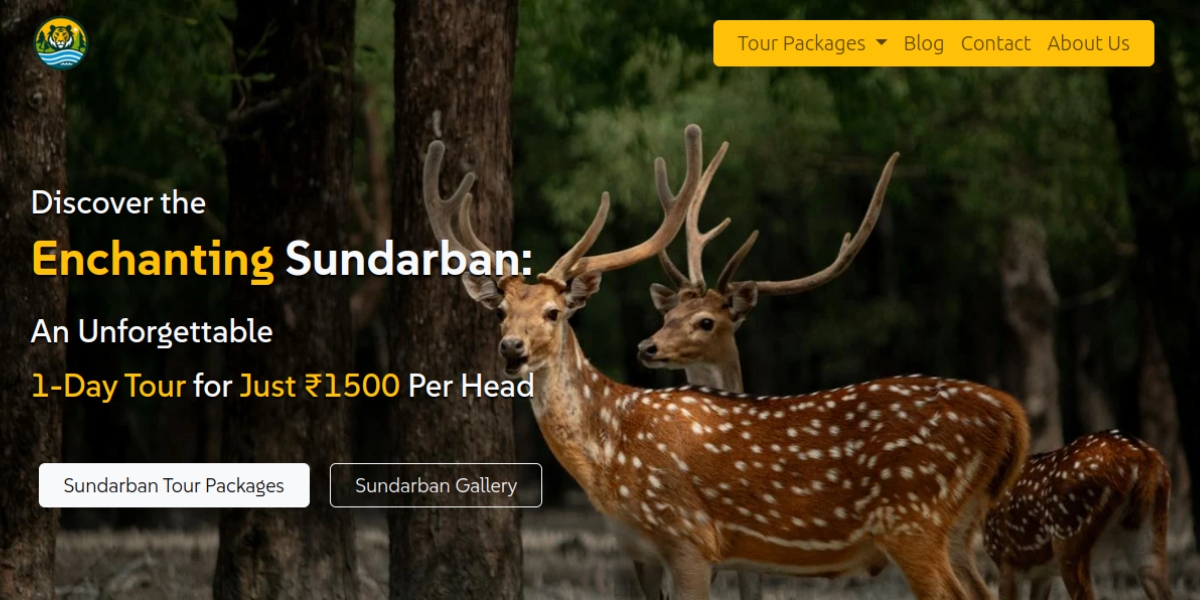 Tour Packages Blog Contact About Us
Discover the
Enchanting Sundarban:
An Unforgettable
1-Day Tour for Just ₹1500 Per Head
Sundarban Tour Packages Sundarban Gallery